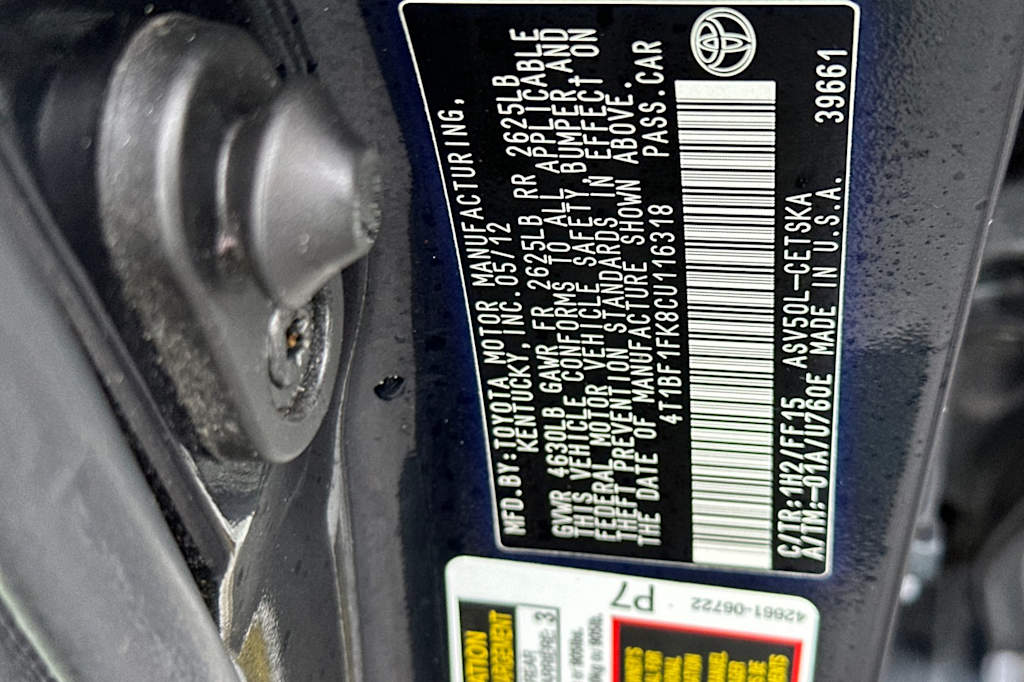 MFD.BY:TOYOTA MOTOR MANUFACTURING,
KENTUCKY,INC.05/12
GVWR 4630LB GAWR FR 2625LB RR 2625LB
THIS VEHICLE CONFORMS TO ALL APPLICABLE
FEDERAL MOTOR VEHICLE SAFETY BUMPER,AND
THEFT PREVENTION STANDARDS IN EFFECT ON
THE DATE OF MANUFACTURE SHOWN ABOVE.
4T1BF1FK8CU116318 PASS.CAR
C/TR:1H2/FF15 ASV50L-CETSKA
A/TM:-01A/U760E MADE IN U.S.A. 39661
3
P7
42661-06722